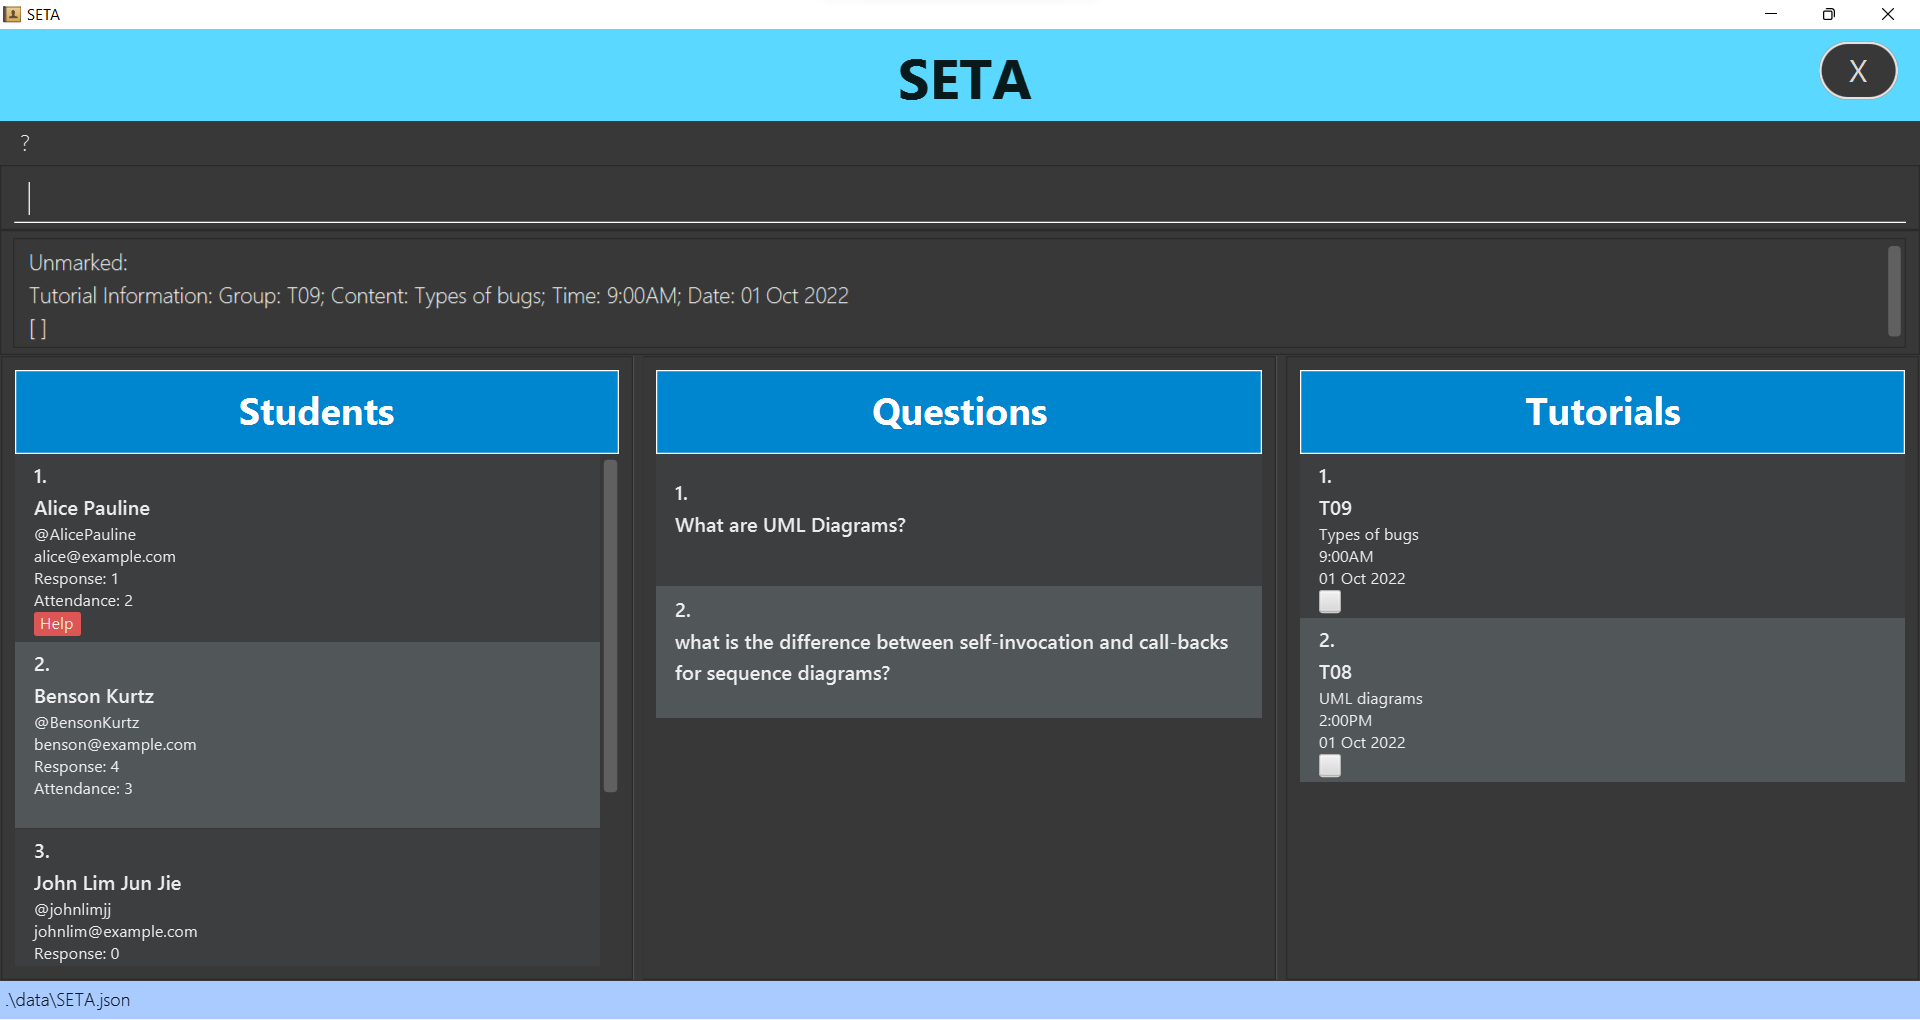 SETA
SETA
X
?
Unmarked:
Tutorial Information: Group: T09; Content: Types of bugs; Time: 9:00AM; Date: 01 Oct 2022
[ ]
Students
1.
Alice Pauline
@AlicePauline
alice@example.com
Response: 1
Attendance: 2
Help
2.
Benson Kurtz
@BensonKurtz
benson@example.com
Response: 4
Attendance: 3
3.
John Lim Jun Jie
@johnlimjj
johnlim@example.com
Response: 0
Questions
1.
What are UML Diagrams?
2.
what is the difference between self-invocation and call-backs
for sequence diagrams?
Tutorials
1.
T09
Types of bugs
9:00AM
01 Oct 2022
2.
T08
UML diagrams
2:00PM
01 Oct 2022
.\data\SETA.json